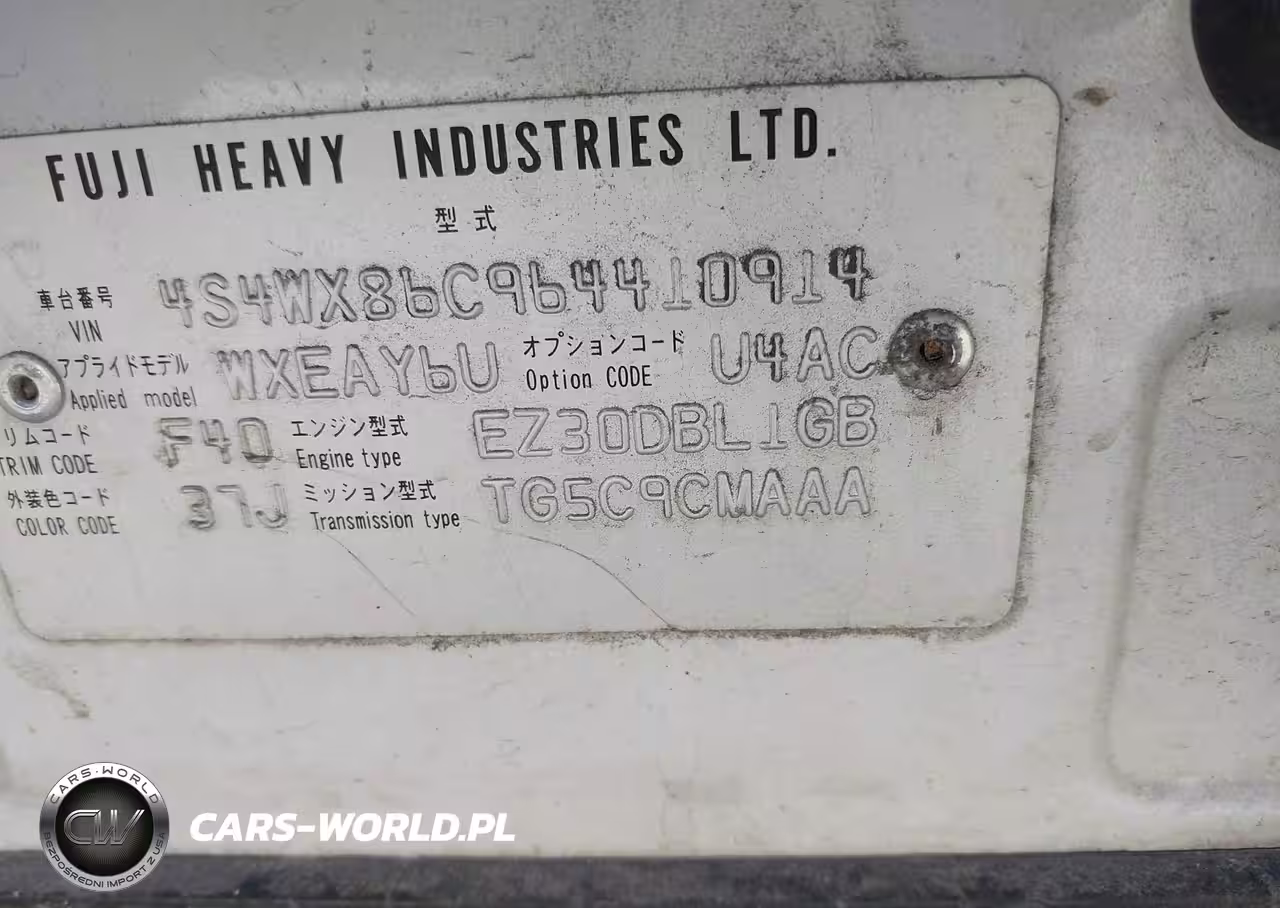 FUJI HEAVY INDUSTRIES LTD.
型式
車台番号 VIN 4S4WX86C964410914
アプライドモデル Applied model WXEAY6U オプションコード Option CODE U4AC
リムコード TRIM CODE F40 エンジン型式 Engine type EZ30DBL1GB
外装色コード COLOR CODE 37J ミッション型式 Transmission type TG5C9CMAAA
CARS-WORLD
CW
BEZPOŚREDNI IMPORT Z USA
CARS-WORLD.PL